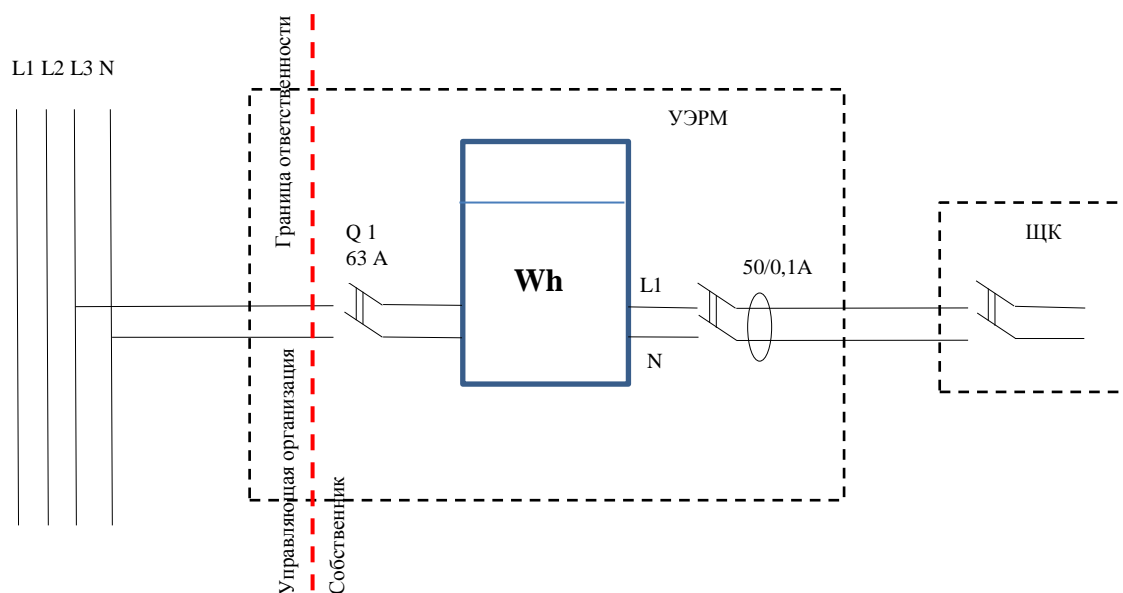 L1 L2 L3 N
Граница ответственности
УЭРМ
Q 1
63 А
Wh
L1
N
50/0,1А
ЩК
Управляющая организация
Собственник